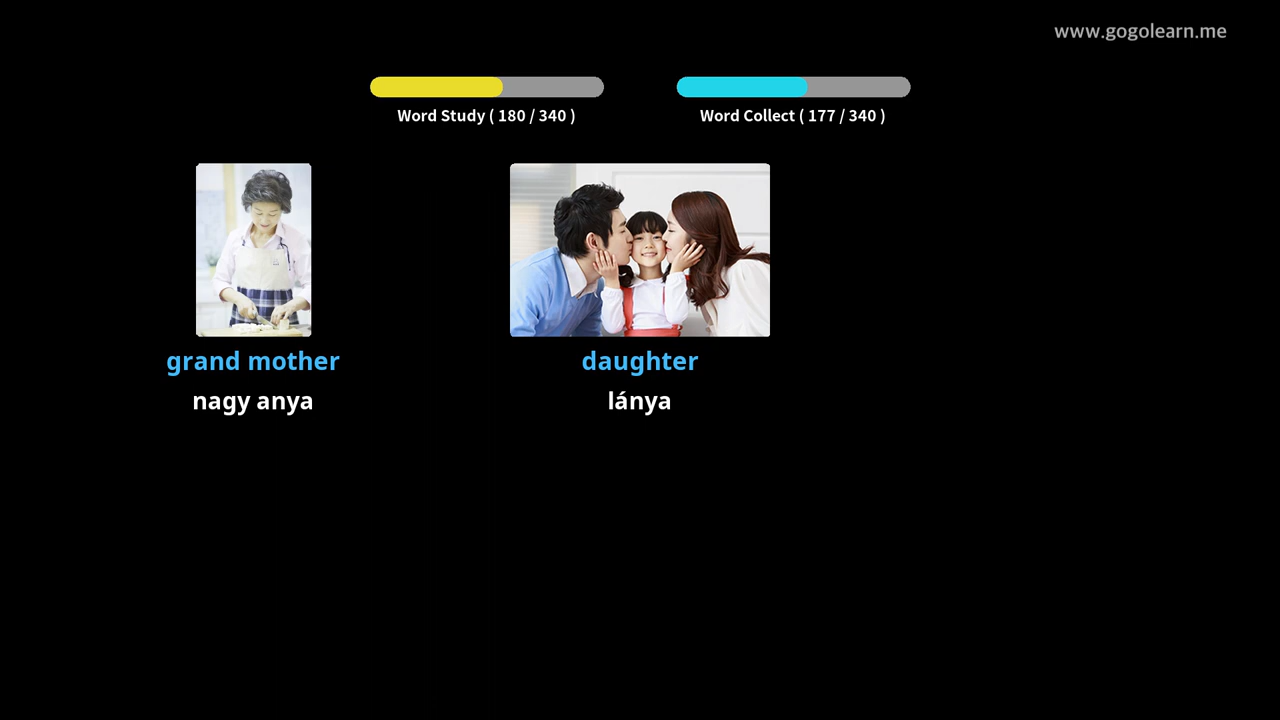 www.gogolearn.me
Word Study ( 180 / 340 )
Word Collect ( 177 / 340 )
grand mother
daughter
nagy anya
lánya